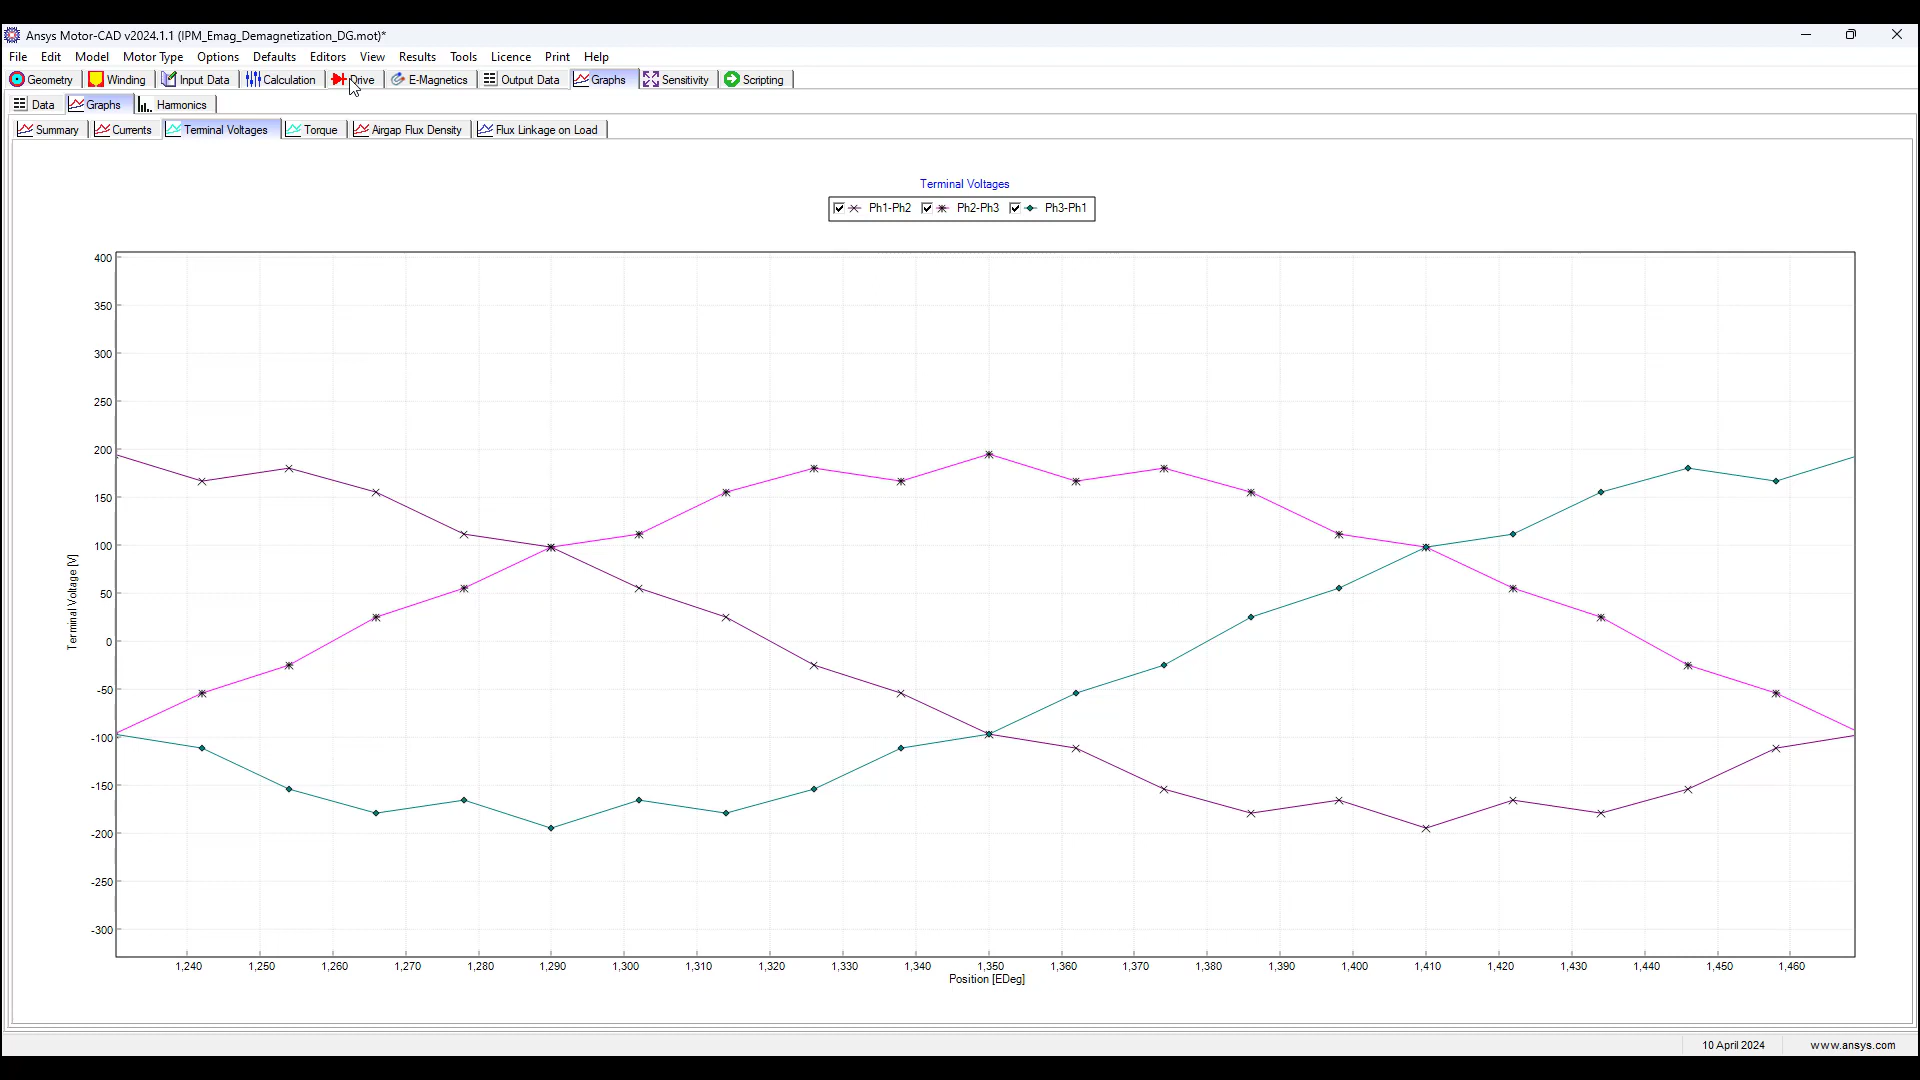 Ansys Motor-CAD v2024.1.1 (IPM_Emag_Demagnetization_DG.mot)*
File Edit Model Motor Type Options Defaults Editors View Results Tools Licence Print Help
Geometry Winding Input Data Calculation Drive E-Magnetics Output Data Graphs Sensitivity Scripting
Data Graphs Harmonics
Summary Currents Terminal Voltages Torque Airgap Flux Density Flux Linkage on Load
Terminal Voltages
Ph1-Ph2 Ph2-Ph3 Ph3-Ph1
400
350
300
250
200
150
100
50
0
-50
-100
-150
-200
-250
-300
Terminal Voltage [V]
1,240 1,250 1,260 1,270 1,280 1,290 1,300 1,310 1,320 1,330 1,340 1,350 1,360 1,370 1,380 1,390 1,400 1,410 1,420 1,430 1,440 1,450 1,460
Position [EDeg]
10 April 2024 www.ansys.com